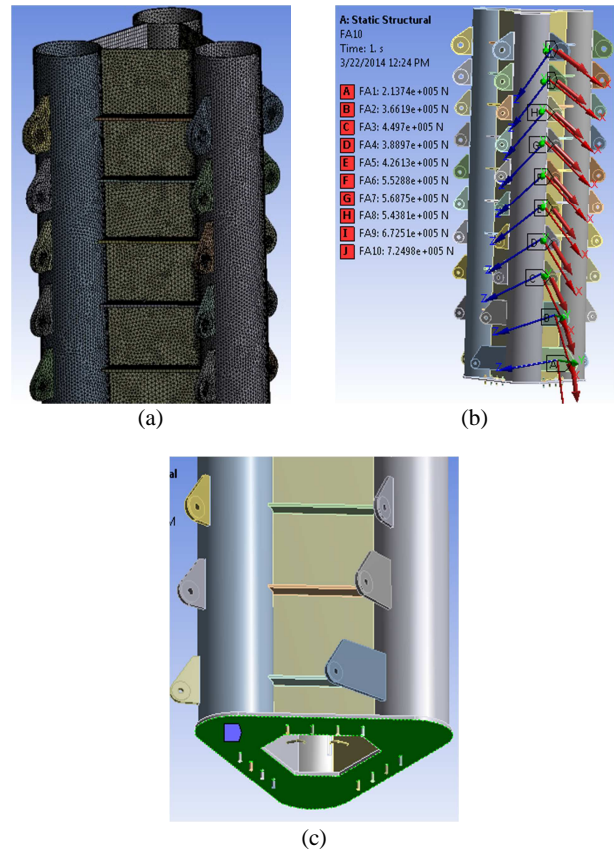 (a)
A: Static Structural
FA10
Time: 1. s
3/22/2014 12:24 PM
A FA1: 2.1374e+005 N
B FA2: 3.6619e+005 N
C FA3: 4.497e+005 N
D FA4: 3.8897e+005 N
E FA5: 4.2613e+005 N
F FA6: 5.5288e+005 N
G FA7: 5.6875e+005 N
H FA8: 5.4381e+005 N
I FA9: 6.7251e+005 N
J FA10: 7.2498e+005 N
H
D
C
B
A
Z
Z
Z
X
X
X
(b)
al
M
(c)